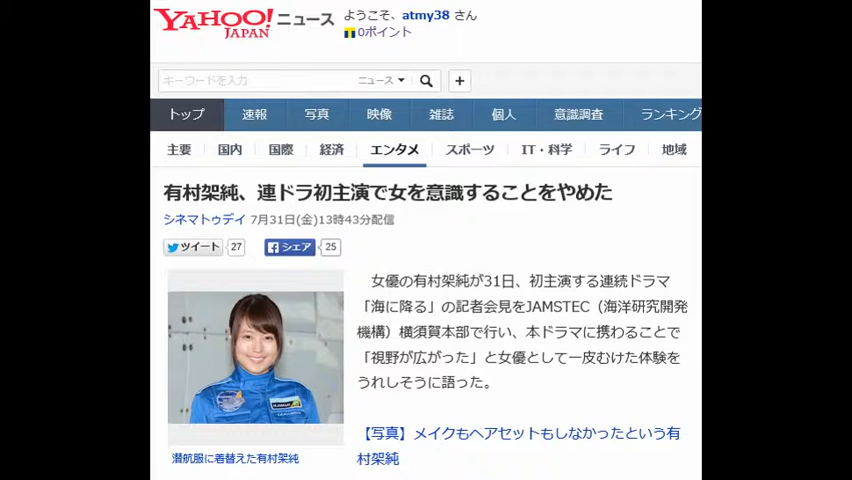 YAHOO! JAPAN ニュース
ようこそ、atmy38 さん
0ポイント
キーワードを入力
ニュース
トップ 速報 写真 映像 雑誌 個人 意識調査 ランキング
主要 国内 国際 経済 エンタメ スポーツ IT・科学 ライフ 地域
有村架純、連ドラ初主演で女を意識することをやめた
シネマトゥデイ 7月31日(金)13時43分配信
ツイート 27 シェア 25
女優の有村架純が31日、初主演する連続ドラマ
「海に降る」の記者会見をJAMSTEC（海洋研究開発
機構）横須賀本部で行い、本ドラマに携わることで
「視野が広がった」と女優として一皮むけた体験を
うれしそうに語った。
【写真】メイクもヘアセットもしなかったという有
村架純
潜航服に着替えた有村架純